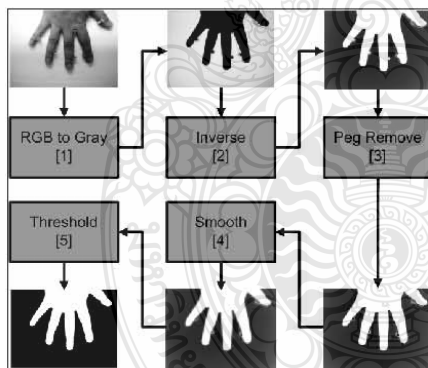 RGB to Gray
[1]
Inverse
[2]
Peg Remove
[3]
Threshold
[5]
Smooth
[4]